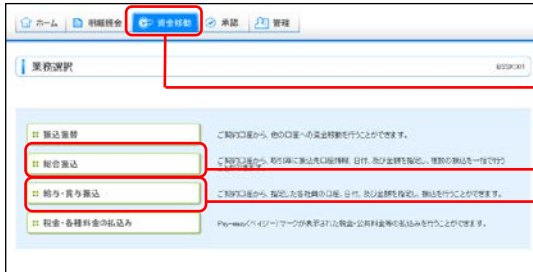 ホーム 明細照会 資金移動 承認 管理
業務選択
BSSK001
振込振替 ご契約口座から、他の口座への資金移動を行うことができます。
総合振込 ご契約口座から、取引単に振込先口座情報、日付、及び金額を指定し、複数の振込を一括で行うことができます。
給与・賞与振込 ご契約口座から、指定した各社員の口座、日付、及び金額を指定し、振込を行うことができます。
税金・各種料金の払込み Pay-easy(ペイジー)マークが表示された税金・公共料金等の払込みを行うことができます。